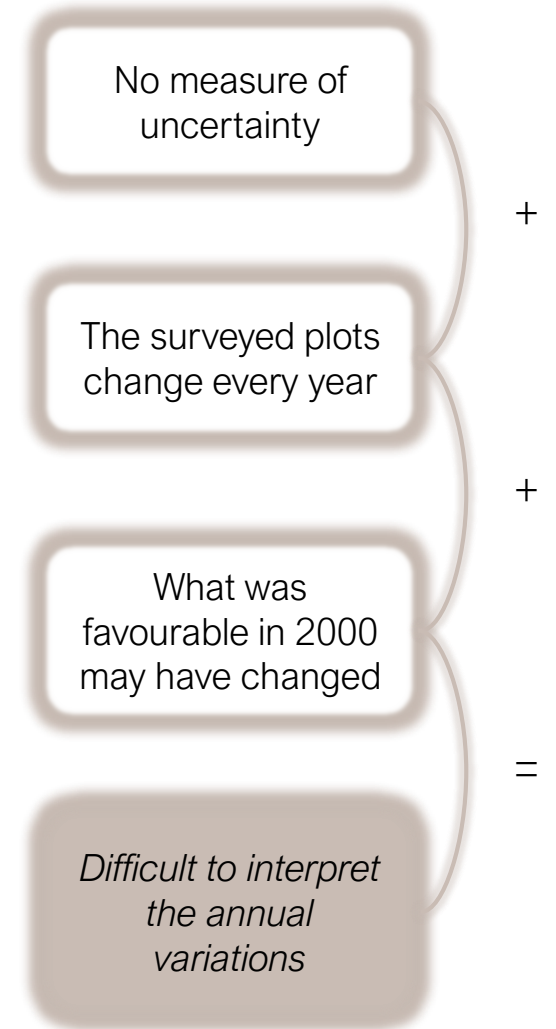 No measure of
uncertainty
+
The surveyed plots
change every year
+
What was
favourable in 2000
may have changed
=
Difficult to interpret
the annual
variations